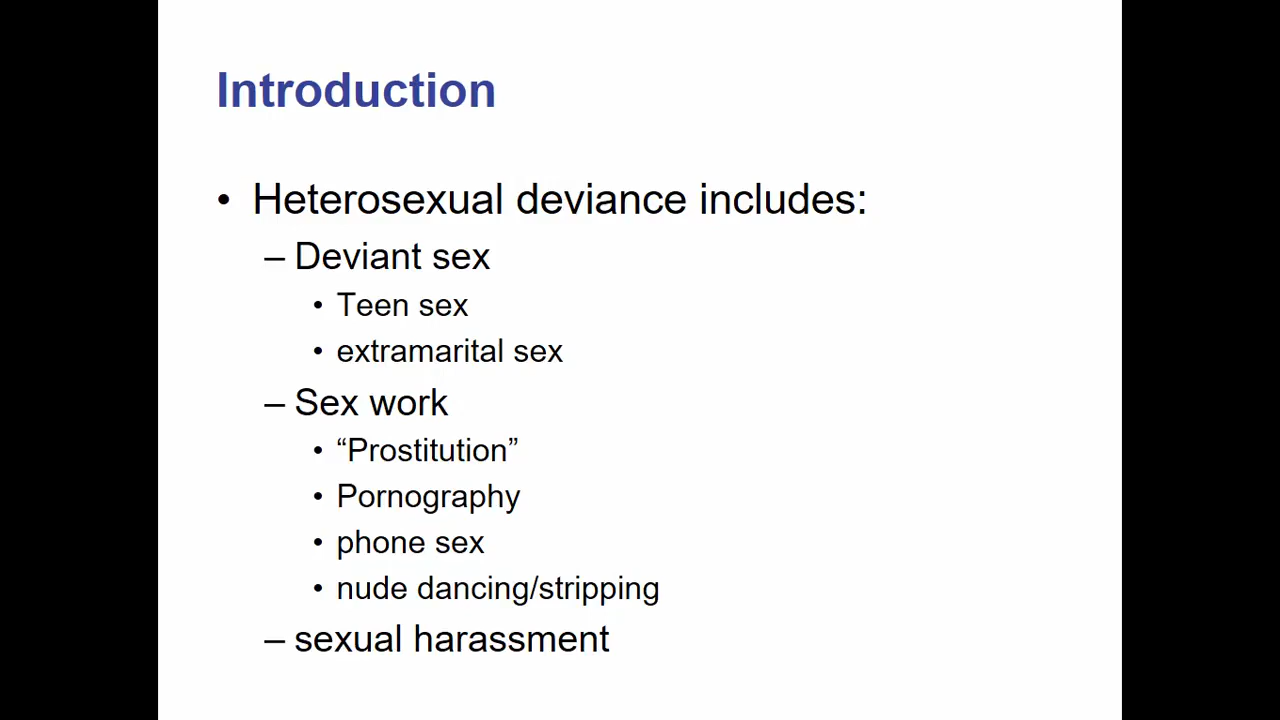 Introduction
• Heterosexual deviance includes:
– Deviant sex
• Teen sex
• extramarital sex
– Sex work
• “Prostitution”
• Pornography
• phone sex
• nude dancing/stripping
– sexual harassment